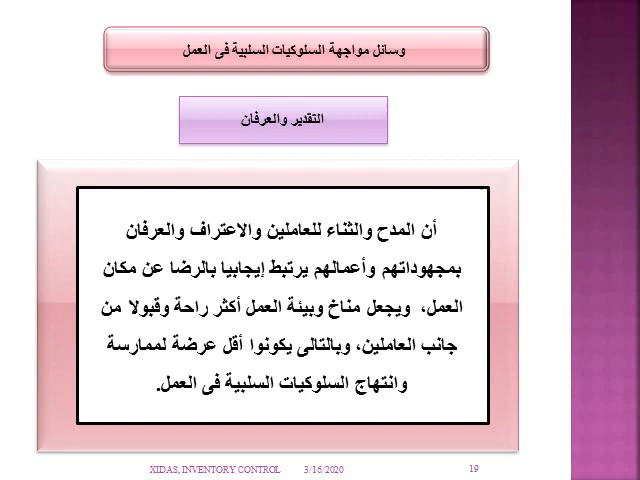 وسائل مواجهة السلوكيات السلبية فى العمل
التقدير والعرفان
أن المدح والثناء للعاملين والاعتراف والعرفان
بمجهوداتهم وأعمالهم يرتبط إيجابيا بالرضا عن مكان
العمل، ويجعل مناخ وبيئة العمل أكثر راحة وقبولا من
جانب العاملين، وبالتالى يكونوا أقل عرضة لممارسة
وانتهاج السلوكيات السلبية فى العمل.
XIDAS, INVENTORY CONTROL 3/16/2020 19